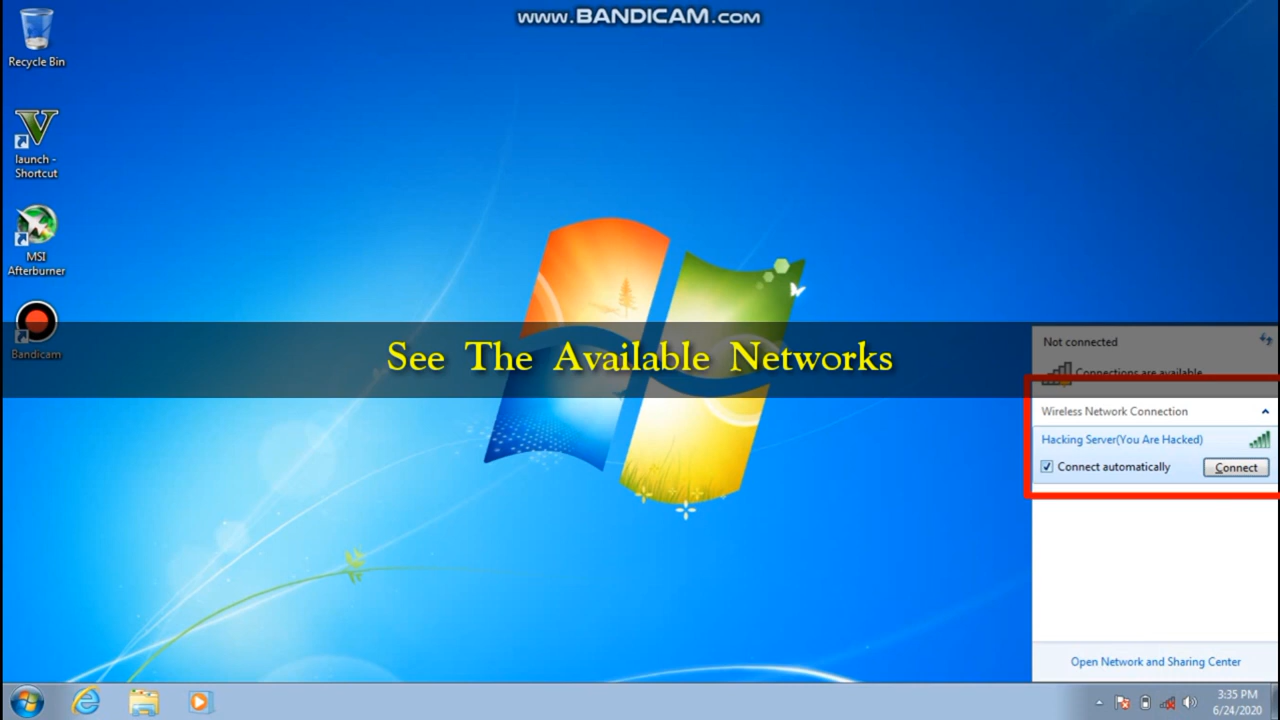 www.BANDICAM.com
Recycle Bin
launch -
Shortcut
MSI
Afterburner
Bandicam
See The Available Networks
Not connected
Connections are available
Wireless Network Connection
Hacking Server(You Are Hacked)
Connect automatically
Connect
Open Network and Sharing Center
3:35 PM
6/24/2020